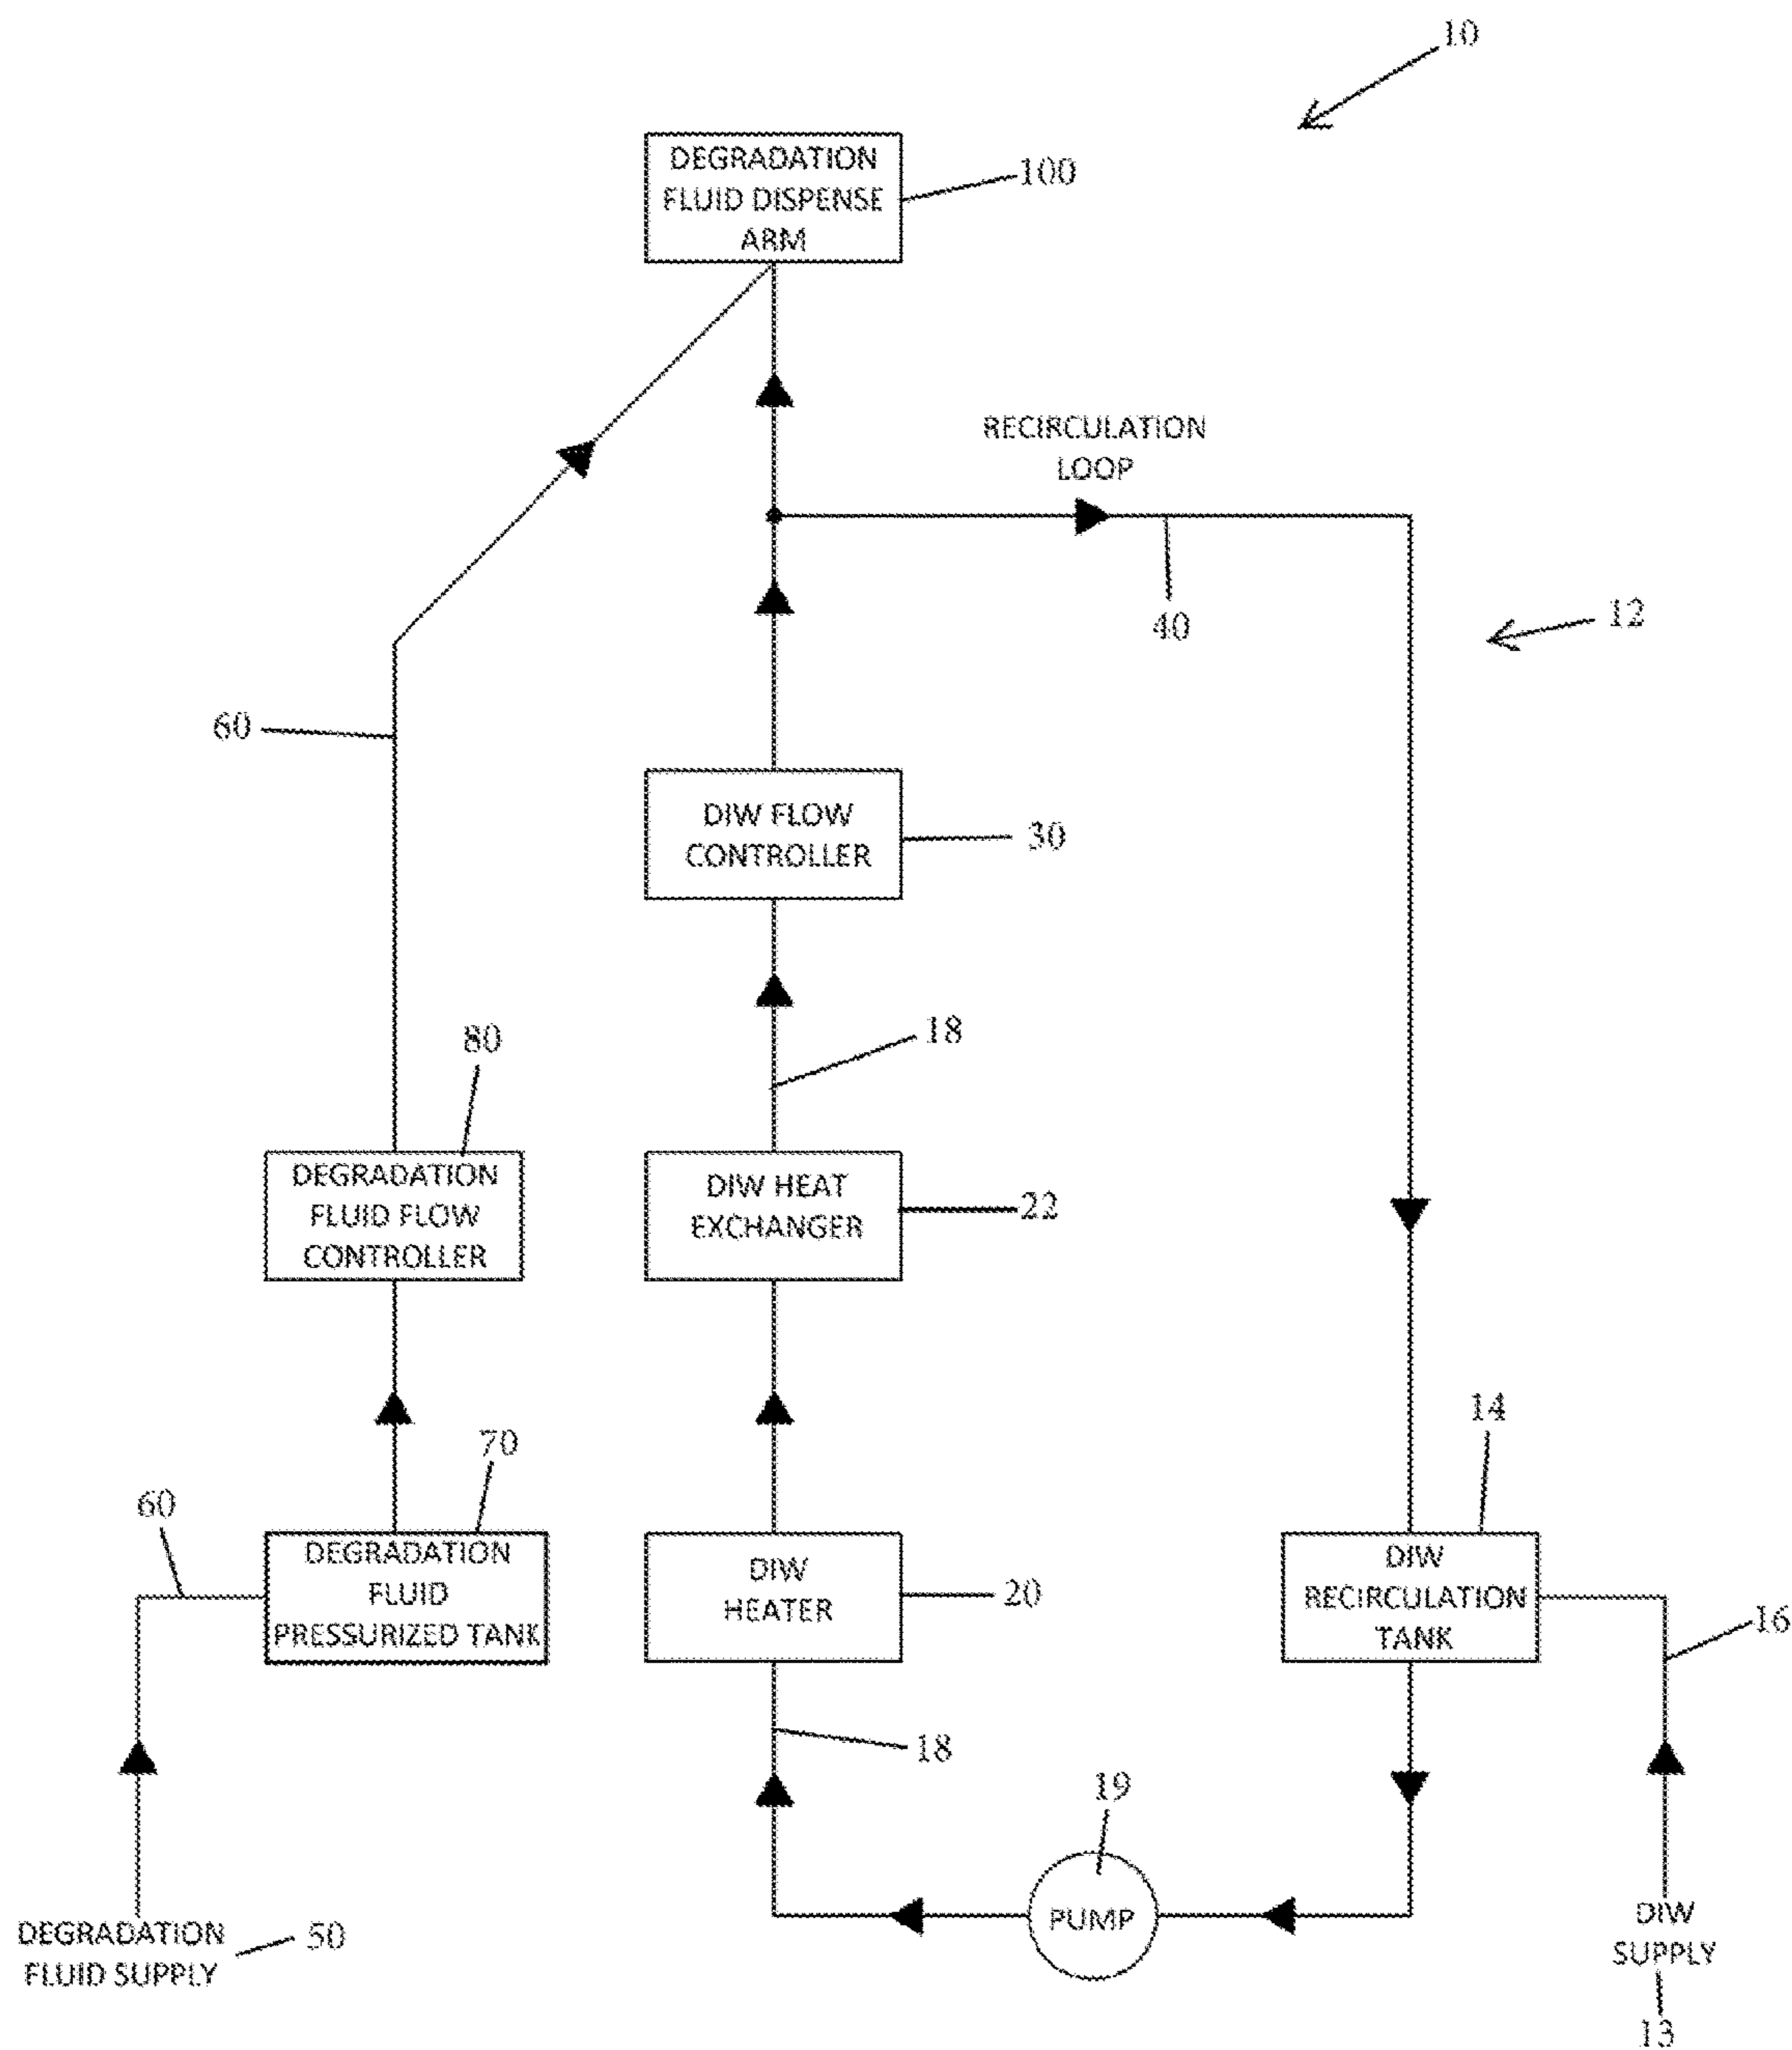 10
DEGRADATION
FLUID DISPENSE
ARM
100
RECIRCULATION
LOOP
40
12
60
DIW FLOW
CONTROLLER
30
18
80
DEGRADATION
FLUID FLOW
CONTROLLER
DIW HEAT
EXCHANGER
22
14
70
60
DEGRADATION
FLUID
PRESSURIZED TANK
DIW
HEATER
20
DIW
RECIRCULATION
TANK
16
18
19
PUMP
DEGRADATION
FLUID SUPPLY
50
DIW
SUPPLY
13